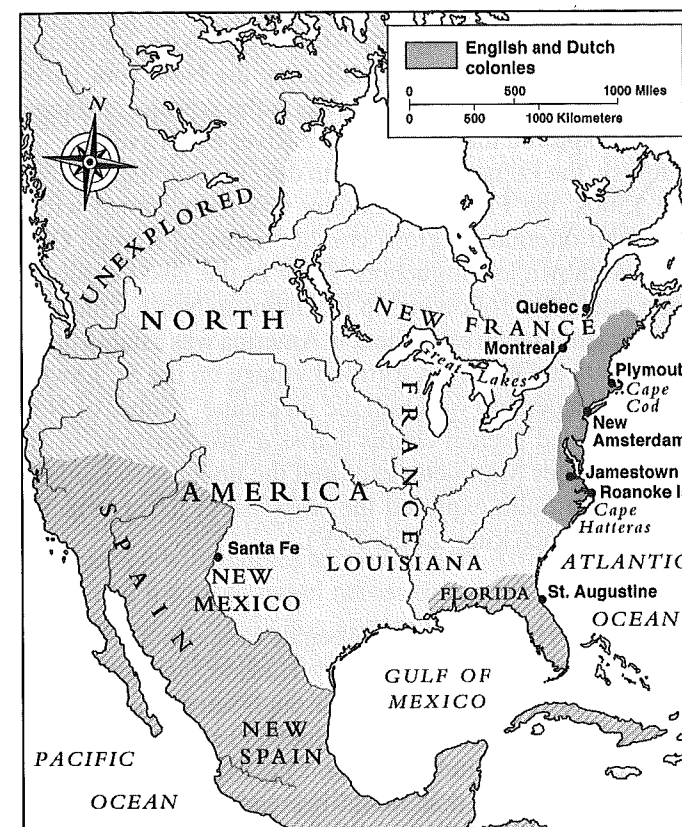 English and Dutch
colonies
0 500 1000 Miles
0 500 1000 Kilometers
N
UNEXPLORED
NORTH
NEW
FRANCE
Quebec
Montreal
Great Lakes
Plymout
Cape
Cod
FRANCE
New
Amsterdam
AMERICA
Jamestown
Roanoke I
Cape
Hatteras
SPAIN
Santa Fe
NEW
MEXICO
LOUISIANA
ATLANTIC
FLORIDA
St. Augustine
OCEAN
GULF OF
MEXICO
NEW
SPAIN
PACIFIC
OCEAN